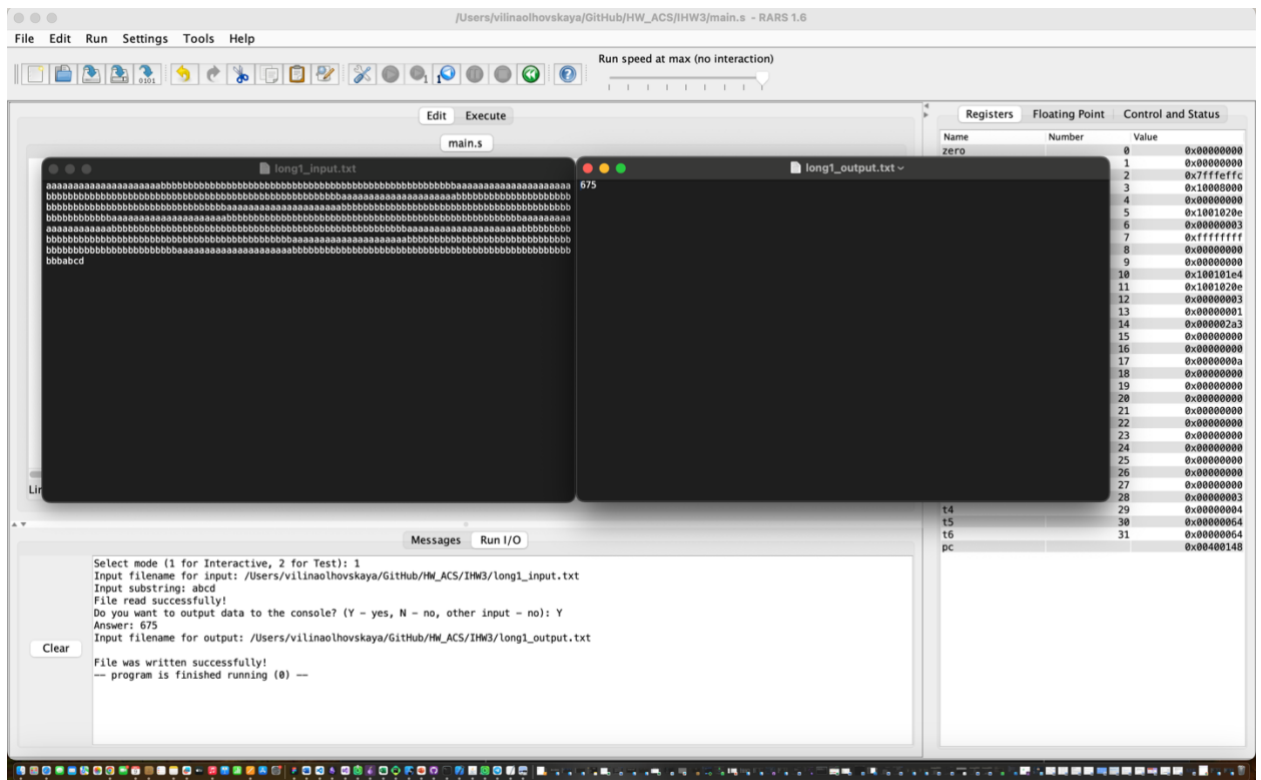 /Users/vilinaolhovskaya/GitHub/HW_ACS/IHW3/main.s - RARS 1.6
File Edit Run Settings Tools Help
Run speed at max (no interaction)
Edit Execute
main.s
long1_input.txt
aaaaaaaaaaaaaaaaaaaaabbbbbbbbbbbbbbbbbbbbbbbbbbbbbbbbbbbbbbbbbbbbbbbbbbbbbbaaaaaaaaaaaaaaaaaaaaa
bbbbbbbbbbbbbbbbbbbbbbbbbbbbbbbbbbbbbbbbbbbbbbbbbbbbbbaaaaaaaaaaaaaaaaaaaaabbbbbbbbbbbbbbbbbbbbb
bbbbbbbbbbbbbbbbbbbbbbbbbbbbbbbbbaaaaaaaaaaaaaaaaaaaaabbbbbbbbbbbbbbbbbbbbbbbbbbbbbbbbbbbbbbbbbb
bbbbbbbbbbbbaaaaaaaaaaaaaaaaaaaaabbbbbbbbbbbbbbbbbbbbbbbbbbbbbbbbbbbbbbbbbbbbbbbbbbbbbbaaaaaaaaa
aaaaaaaaaaaabbbbbbbbbbbbbbbbbbbbbbbbbbbbbbbbbbbbbbbbbbbbbbbbbbbbbbaaaaaaaaaaaaaaaaaaaaabbbbbbbbb
bbbbbbbbbbbbbbbbbbbbbbbbbbbbbbbbbbbbbbbbbbbbbaaaaaaaaaaaaaaaaaaaaabbbbbbbbbbbbbbbbbbbbbbbbbbbbbb
bbbbbbbbbbbbbbbbbbbbbbbbaaaaaaaaaaaaaaaaaaaaabbbbbbbbbbbbbbbbbbbbbbbbbbbbbbbbbbbbbbbbbbbbbbbbbbb
bbbabcd
long1_output.txt
675
Registers Floating Point Control and Status
Name Number Value
zero 0 0x00000000
1 0x00000000
2 0x7fffeffc
3 0x10008000
4 0x00000000
5 0x1001020e
6 0x00000003
7 0xffffffff
8 0x00000000
9 0x00000000
10 0x100101e4
11 0x1001020e
12 0x00000003
13 0x00000001
14 0x000002a3
15 0x00000000
16 0x00000000
17 0x0000000a
18 0x00000000
19 0x00000000
20 0x00000000
21 0x00000000
22 0x00000000
23 0x00000000
24 0x00000000
25 0x00000000
26 0x00000000
27 0x00000000
28 0x00000003
t4 29 0x00000004
t5 30 0x00000064
t6 31 0x00000064
pc 0x00400148
Messages Run I/O
Select mode (1 for Interactive, 2 for Test): 1
Input filename for input: /Users/vilinaolhovskaya/GitHub/HW_ACS/IHW3/long1_input.txt
Input substring: abcd
File read successfully!
Do you want to output data to the console? (Y – yes, N – no, other input – no): Y
Answer: 675
Input filename for output: /Users/vilinaolhovskaya/GitHub/HW_ACS/IHW3/long1_output.txt
File was written successfully!
–– program is finished running (0) ––
Clear